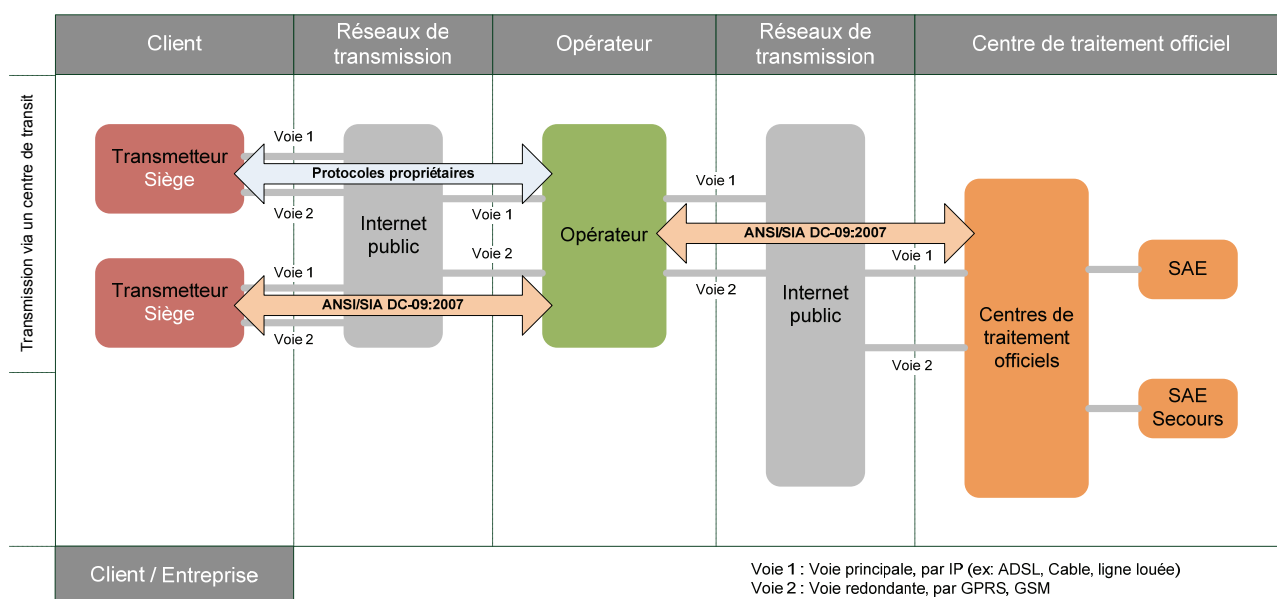 Client
Réseaux de
transmission
Opérateur
Réseaux de
transmission
Centre de traitement officiel
Transmission via un centre de transit
Transmetteur
Siège
Voie 1
Voie 2
Protocoles propriétaires
Internet
public
Voie 1
Voie 2
Transmetteur
Siège
Voie 1
Voie 2
ANSI/SIA DC-09:2007
Opérateur
Voie 1
Voie 2
ANSI/SIA DC-09:2007
Internet
public
Voie 1
Voie 2
Centres de
traitement
officiels
SAE
SAE
Secours
Client / Entreprise
Voie 1 : Voie principale, par IP (ex: ADSL, Cable, ligne louée)
Voie 2 : Voie redondante, par GPRS, GSM